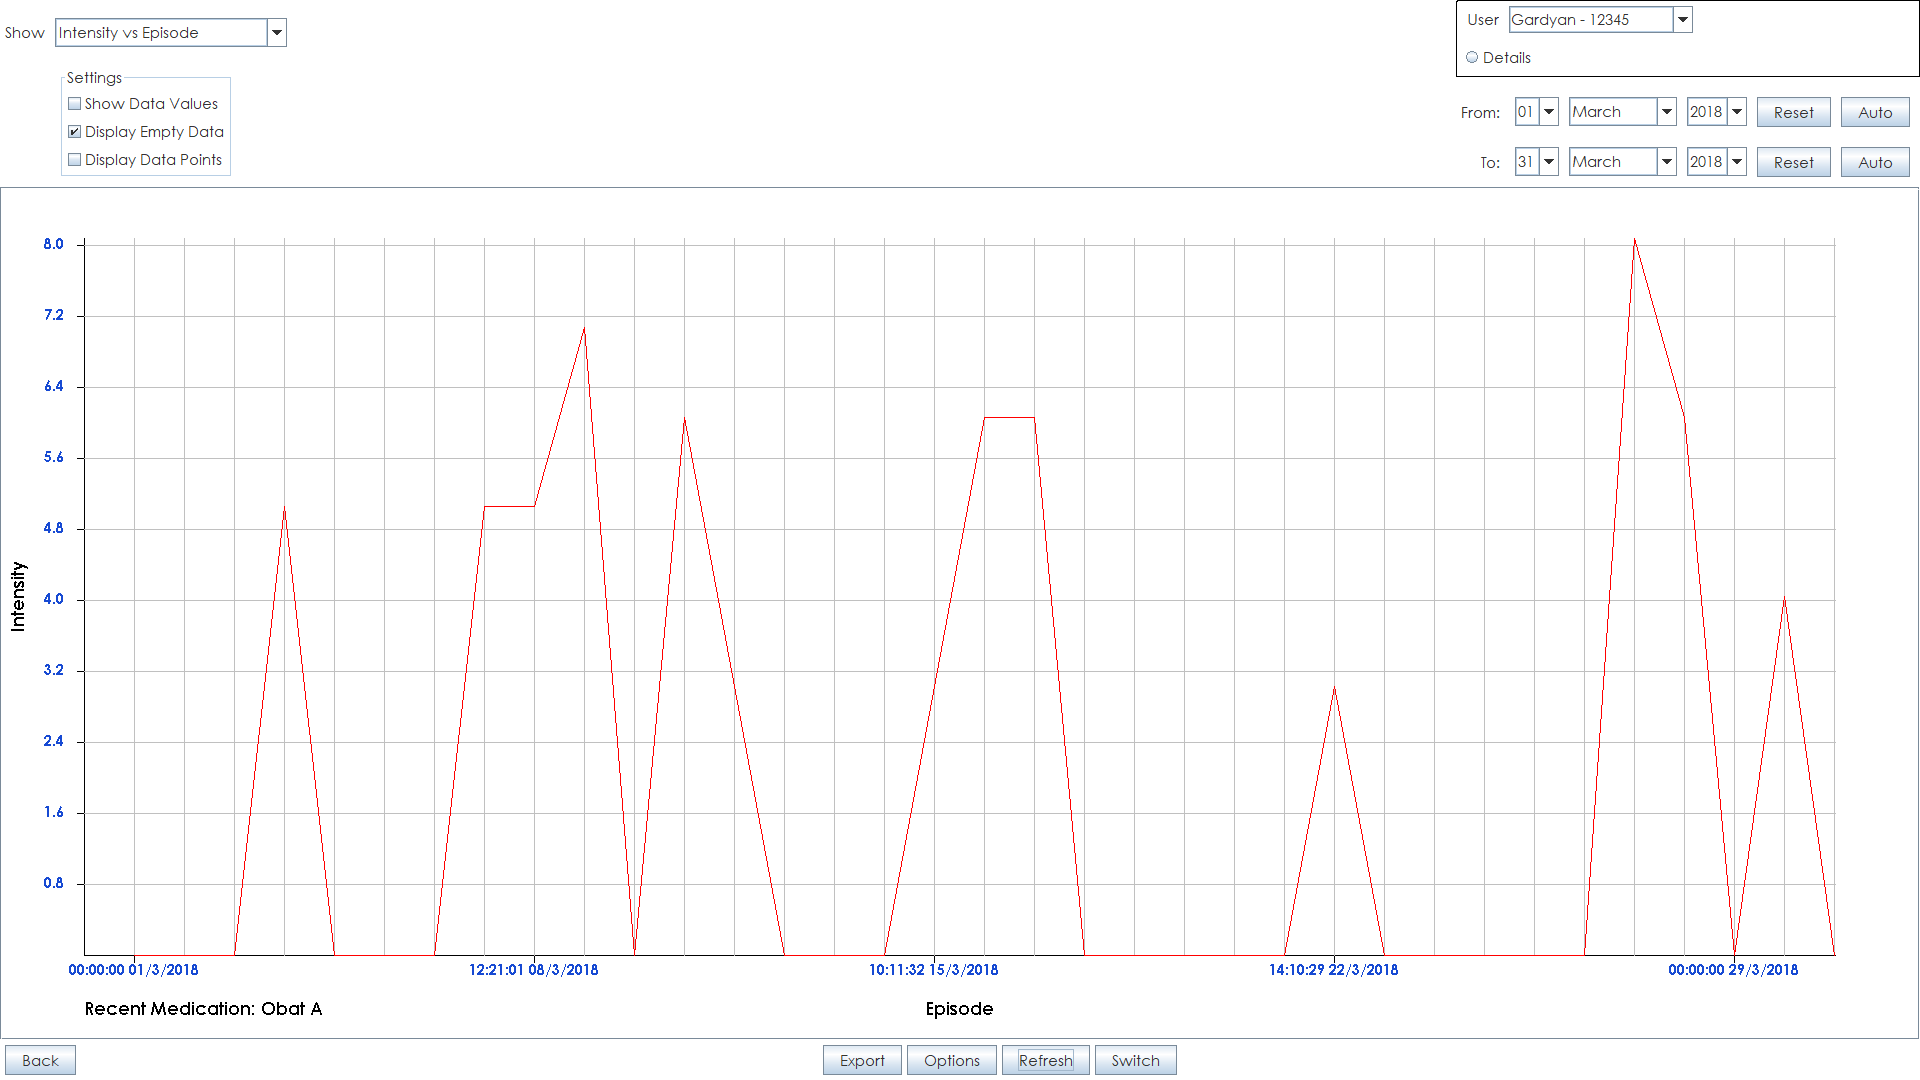 Show Intensity vs Episode
Settings
Show Data Values
Display Empty Data
Display Data Points
User Gardyan - 12345
Details
From: 01 March 2018 Reset Auto
To: 31 March 2018 Reset Auto
8.0
7.2
6.4
5.6
4.8
4.0
3.2
2.4
1.6
0.8
Intensity
00:00:00 01/3/2018 12:21:01 08/3/2018 10:11:32 15/3/2018 14:10:29 22/3/2018 00:00:00 29/3/2018
Recent Medication: Obat A
Episode
Back Export Options Refresh Switch